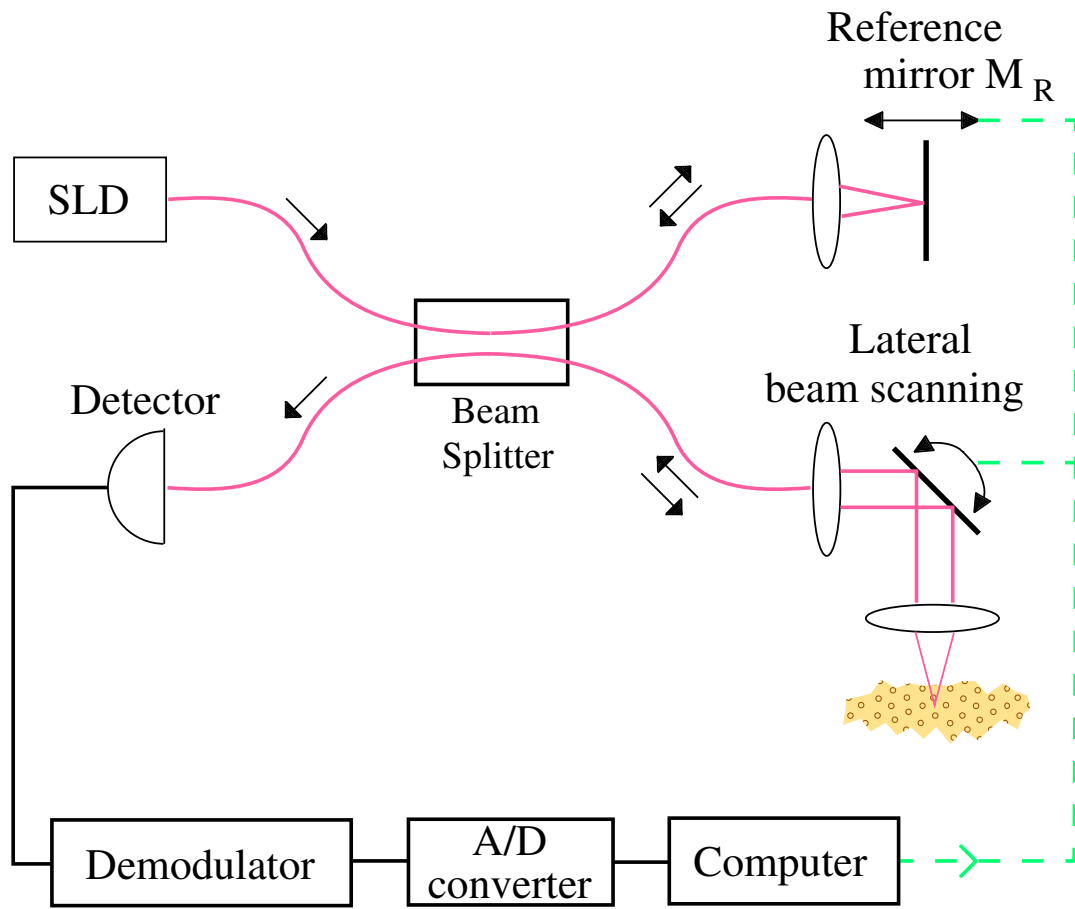 Reference
mirror M R
SLD
Lateral
beam scanning
Detector
Beam
Splitter
Demodulator
A/D
converter
Computer